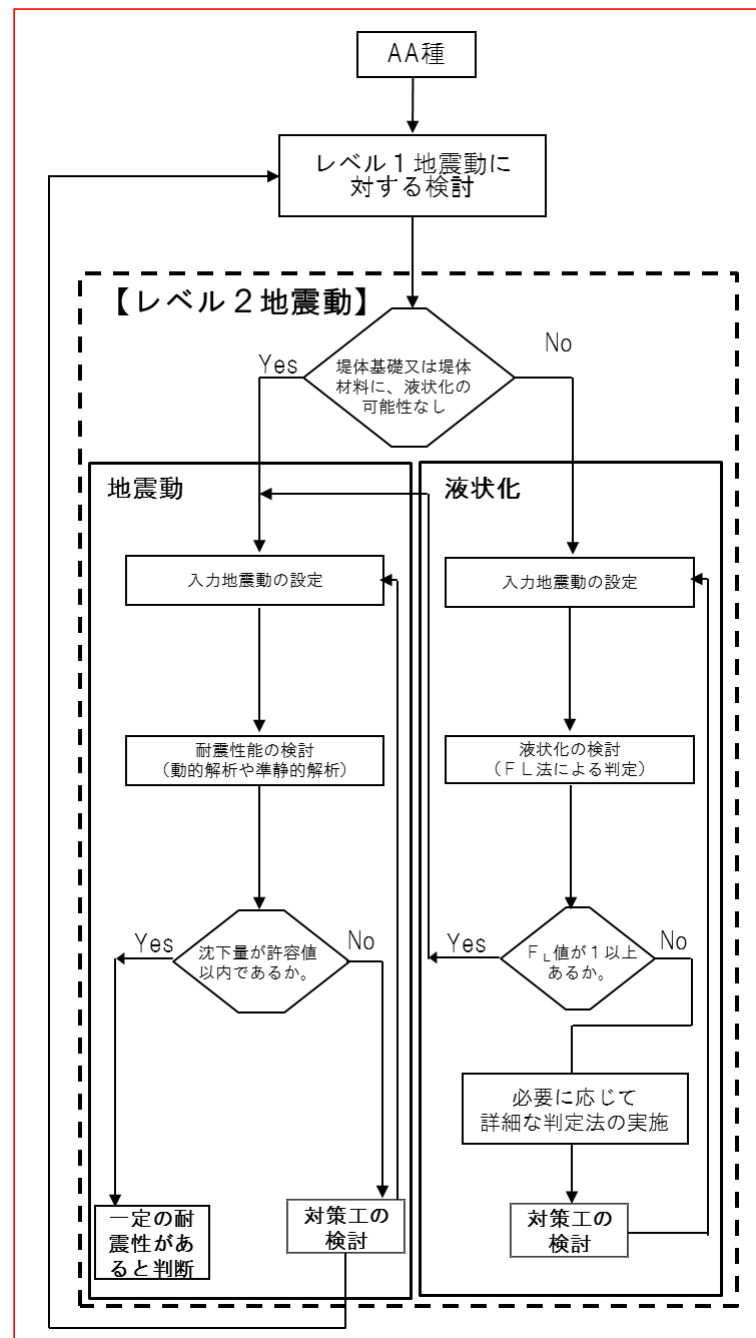 AA種
レベル１地震動に
対する検討
【レベル２地震動】
Yes
No
堤体基礎又は堤体
材料に、液状化の
可能性なし
地震動
入力地震動の設定
耐震性能の検討
（動的解析や準静的解析）
Yes
No
沈下量が許容値
以内であるか。
一定の耐
震性があ
ると判断
対策工の
検討
液状化
入力地震動の設定
液状化の検討
（ＦＬ法による判定）
Yes
No
ＦL値が１以上
あるか。
必要に応じて
詳細な判定法の実施
対策工の
検討